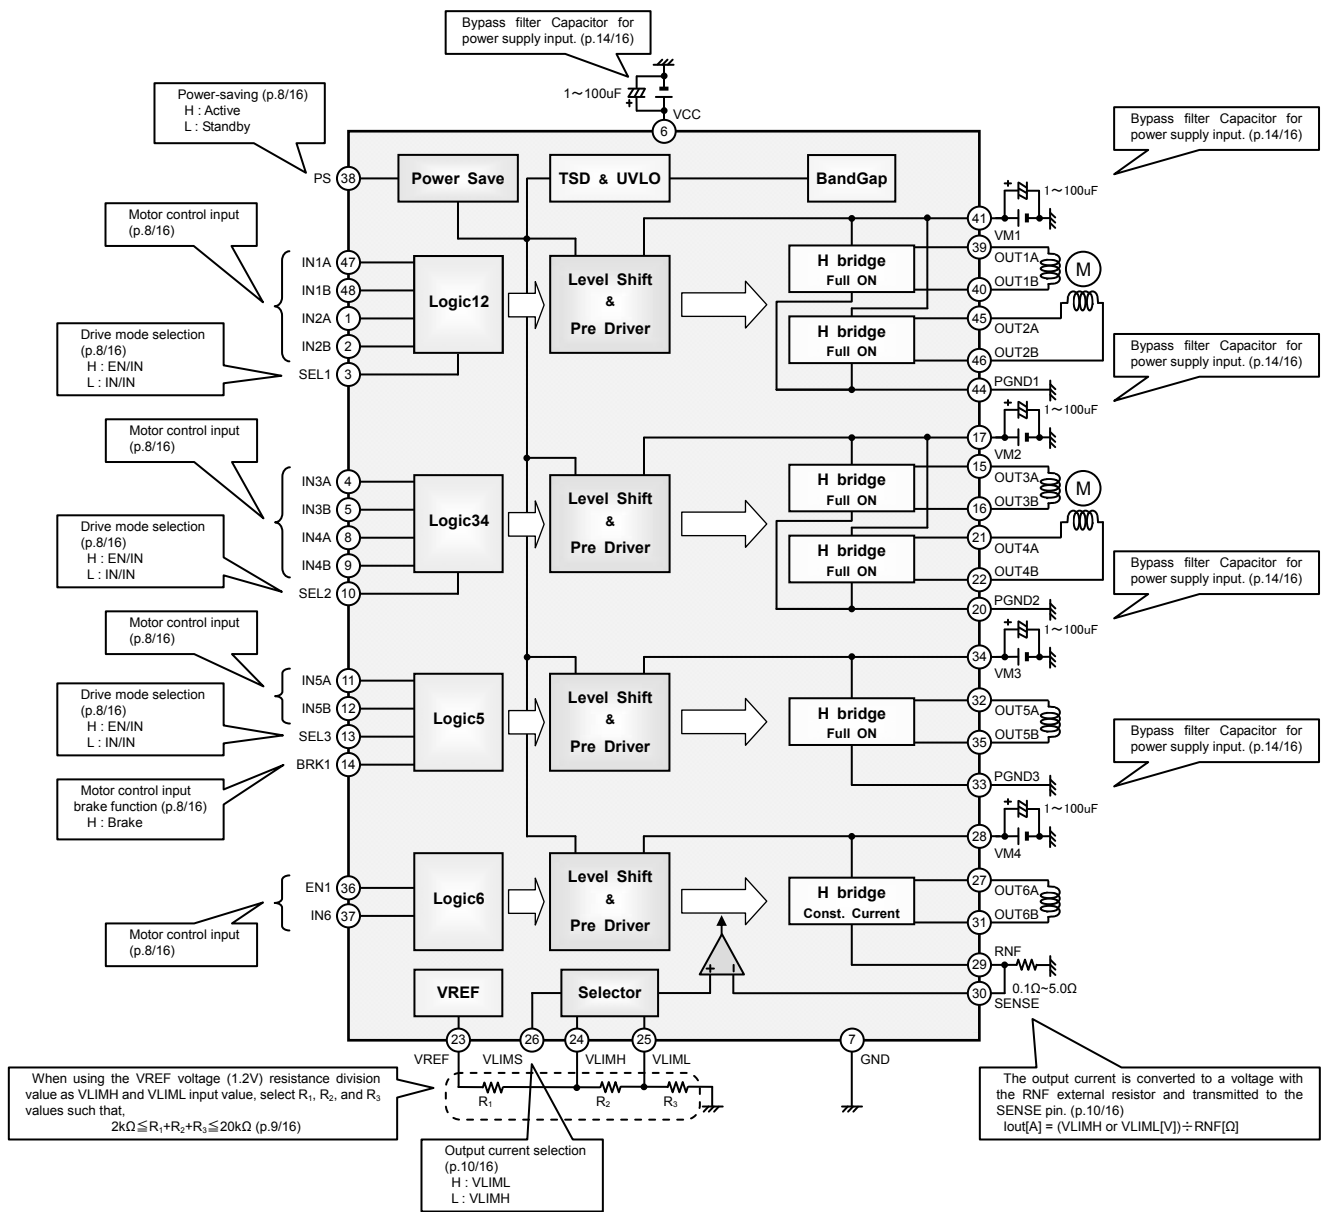 Bypass filter Capacitor for
power supply input. (p.14/16)
1～100uF
+
VCC
6
Power-saving (p.8/16)
H : Active
L : Standby
Bypass filter Capacitor for
power supply input. (p.14/16)
PS 38
Power Save
TSD & UVLO
BandGap
+
1～100uF
41
VM1
Motor control input
(p.8/16)
IN1A 47
IN1B 48
IN2A 1
IN2B 2
SEL1 3
Logic12
Level Shift
&
Pre Driver
H bridge
Full ON
H bridge
Full ON
39
OUT1A
M
OUT1B
40
45
OUT2A
OUT2B
46
44 PGND1
Drive mode selection
(p.8/16)
H : EN/IN
L : IN/IN
Bypass filter Capacitor for
power supply input. (p.14/16)
+
1～100uF
17
VM2
Motor control input
(p.8/16)
IN3A 4
IN3B 5
IN4A 8
IN4B 9
SEL2 10
Logic34
Level Shift
&
Pre Driver
H bridge
Full ON
H bridge
Full ON
15
OUT3A
M
OUT3B
16
21
OUT4A
OUT4B
22
20 PGND2
Drive mode selection
(p.8/16)
H : EN/IN
L : IN/IN
Bypass filter Capacitor for
power supply input. (p.14/16)
+
1～100uF
34
VM3
Motor control input
(p.8/16)
IN5A 11
IN5B 12
SEL3 13
BRK1 14
Logic5
Level Shift
&
Pre Driver
H bridge
Full ON
32
OUT5A
OUT5B
35
33 PGND3
Drive mode selection
(p.8/16)
H : EN/IN
L : IN/IN
Bypass filter Capacitor for
power supply input. (p.14/16)
Motor control input
brake function (p.8/16)
H : Brake
+
1～100uF
28
VM4
EN1 36
IN6 37
Logic6
Level Shift
&
Pre Driver
H bridge
Const. Current
27
OUT6A
OUT6B
31
Motor control input
(p.8/16)
+ −
RNF
29
0.1Ω~5.0Ω
30
SENSE
VREF
Selector
23
26
24
25
7
VREF
VLIMS
VLIMH
VLIML
GND
R1
R2
R3
When using the VREF voltage (1.2V) resistance division
value as VLIMH and VLIML input value, select R1, R2, and R3
values such that,
2kΩ≦R1+R2+R3≦20kΩ (p.9/16)
The output current is converted to a voltage with
the RNF external resistor and transmitted to the
SENSE pin. (p.10/16)
Iout[A] = (VLIMH or VLIML[V])÷RNF[Ω]
Output current selection
(p.10/16)
H : VLIML
L : VLIMH